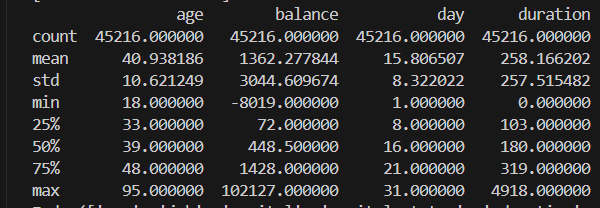 age balance day duration
count 45216.000000 45216.000000 45216.000000 45216.000000
mean 40.938186 1362.277844 15.806507 258.166202
std 10.621249 3044.609674 8.322022 257.515482
min 18.000000 -8019.000000 1.000000 0.000000
25% 33.000000 72.000000 8.000000 103.000000
50% 39.000000 448.500000 16.000000 180.000000
75% 48.000000 1428.000000 21.000000 319.000000
max 95.000000 102127.000000 31.000000 4918.000000